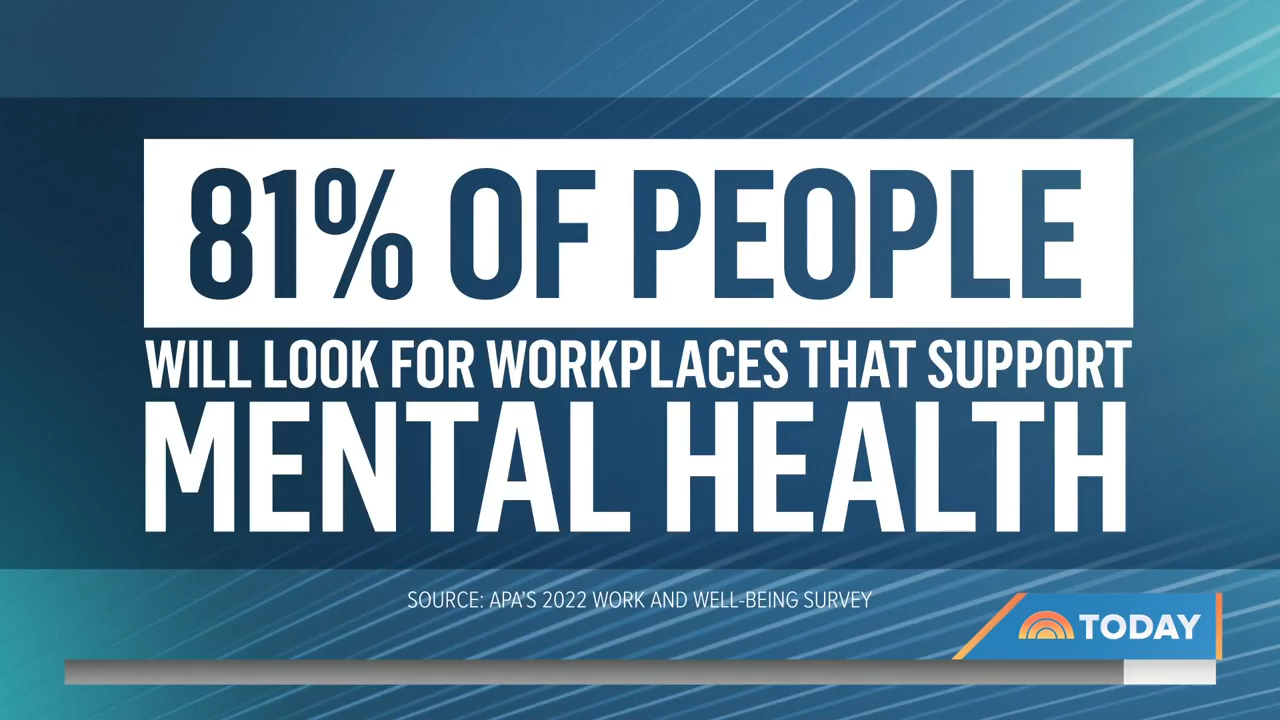 81% OF PEOPLE
WILL LOOK FOR WORKPLACES THAT SUPPORT
MENTAL HEALTH
SOURCE: APA'S 2022 WORK AND WELL-BEING SURVEY
TODAY